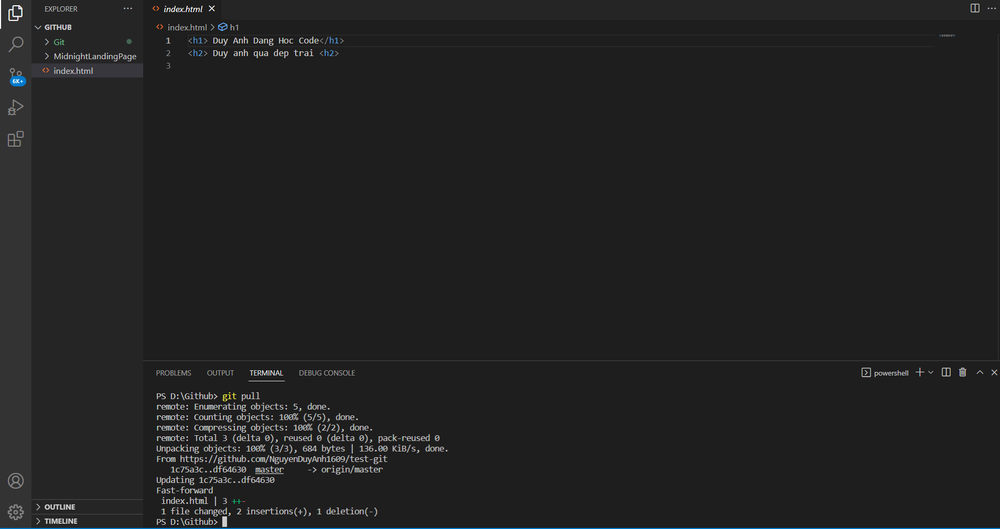 EXPLORER
GITHUB
Git
MidnightLandingPage
index.html
6K+
OUTLINE
TIMELINE
index.html
index.html > h1
1 <h1> Duy Anh Dang Hoc Code</h1>
2 <h2> Duy anh qua dep trai <h2>
3
PROBLEMS OUTPUT TERMINAL DEBUG CONSOLE
powershell
PS D:\Github> git pull
remote: Enumerating objects: 5, done.
remote: Counting objects: 100% (5/5), done.
remote: Compressing objects: 100% (2/2), done.
remote: Total 3 (delta 0), reused 0 (delta 0), pack-reused 0
Unpacking objects: 100% (3/3), 684 bytes | 136.00 KiB/s, done.
From https://github.com/NguyenDuyAnh1609/test-git
1c75a3c..df64630 master -> origin/master
Updating 1c75a3c..df64630
Fast-forward
index.html | 3 ++-
1 file changed, 2 insertions(+), 1 deletion(-)
PS D:\Github>